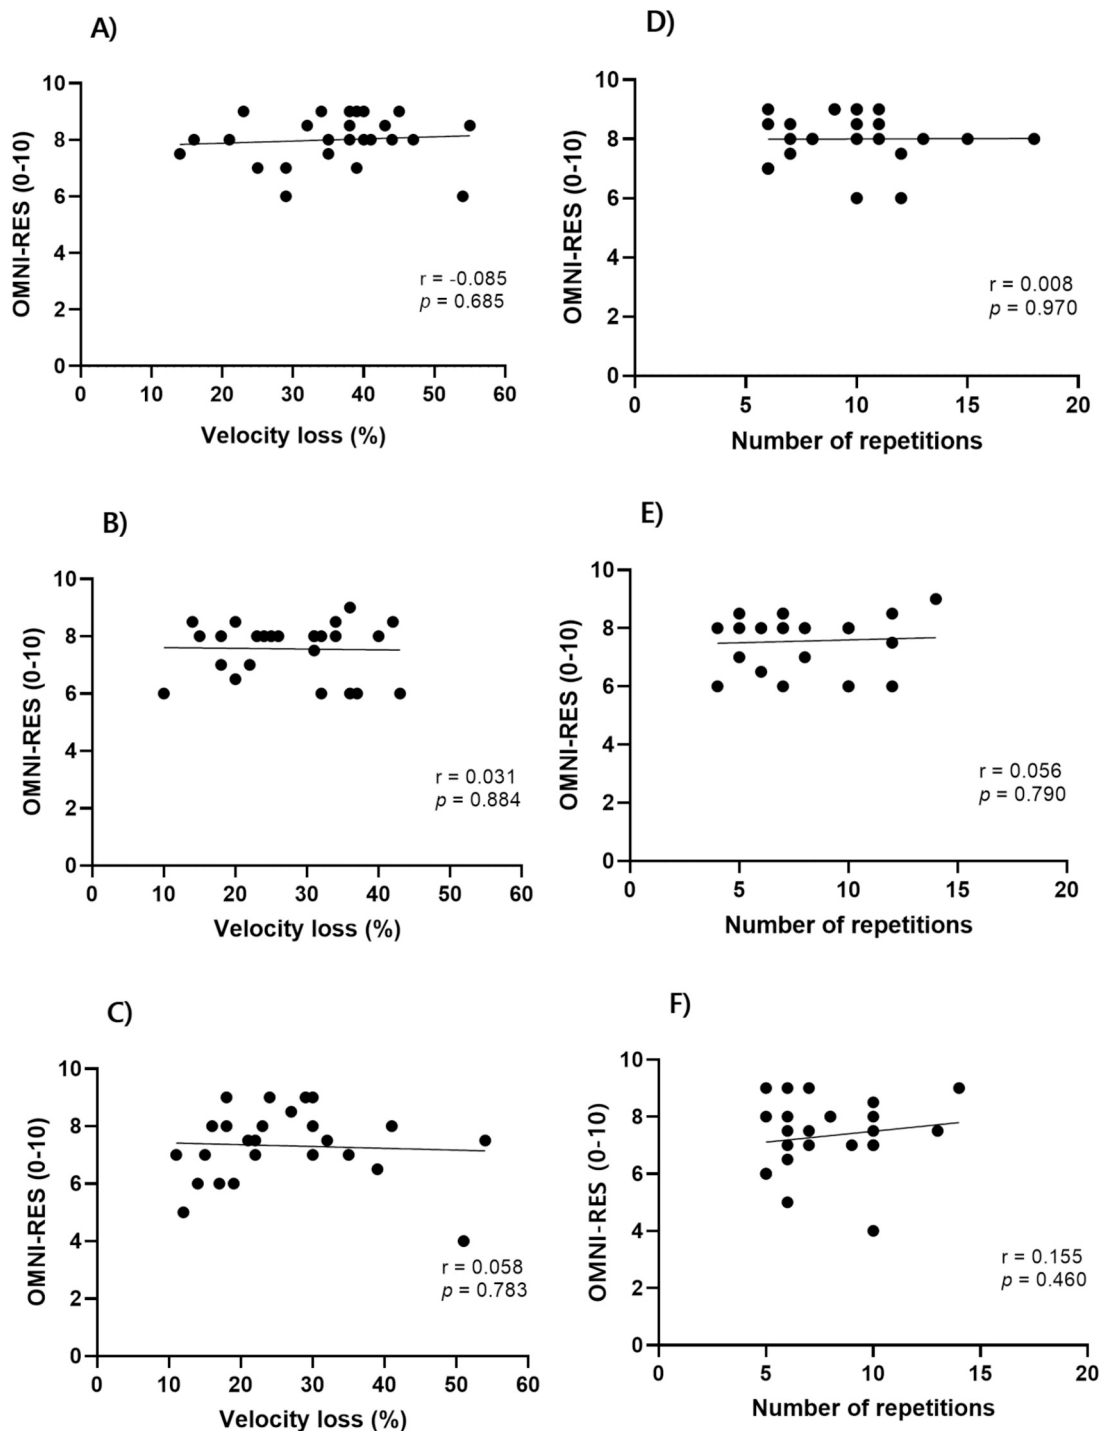 A)
OMNI-RES (0-10)
10
8
6
4
2
0
r = -0.085
p = 0.685
0 10 20 30 40 50 60
Velocity loss (%)
D)
OMNI-RES (0-10)
10
8
6
4
2
0
r = 0.008
p = 0.970
0 5 10 15 20
Number of repetitions
B)
OMNI-RES (0-10)
10
8
6
4
2
0
r = 0.031
p = 0.884
0 10 20 30 40 50 60
Velocity loss (%)
E)
OMNI-RES (0-10)
10
8
6
4
2
0
r = 0.056
p = 0.790
0 5 10 15 20
Number of repetitions
C)
OMNI-RES (0-10)
10
8
6
4
2
0
r = 0.058
p = 0.783
0 10 20 30 40 50 60
Velocity loss (%)
F)
OMNI-RES (0-10)
10
8
6
4
2
0
r = 0.155
p = 0.460
0 5 10 15 20
Number of repetitions